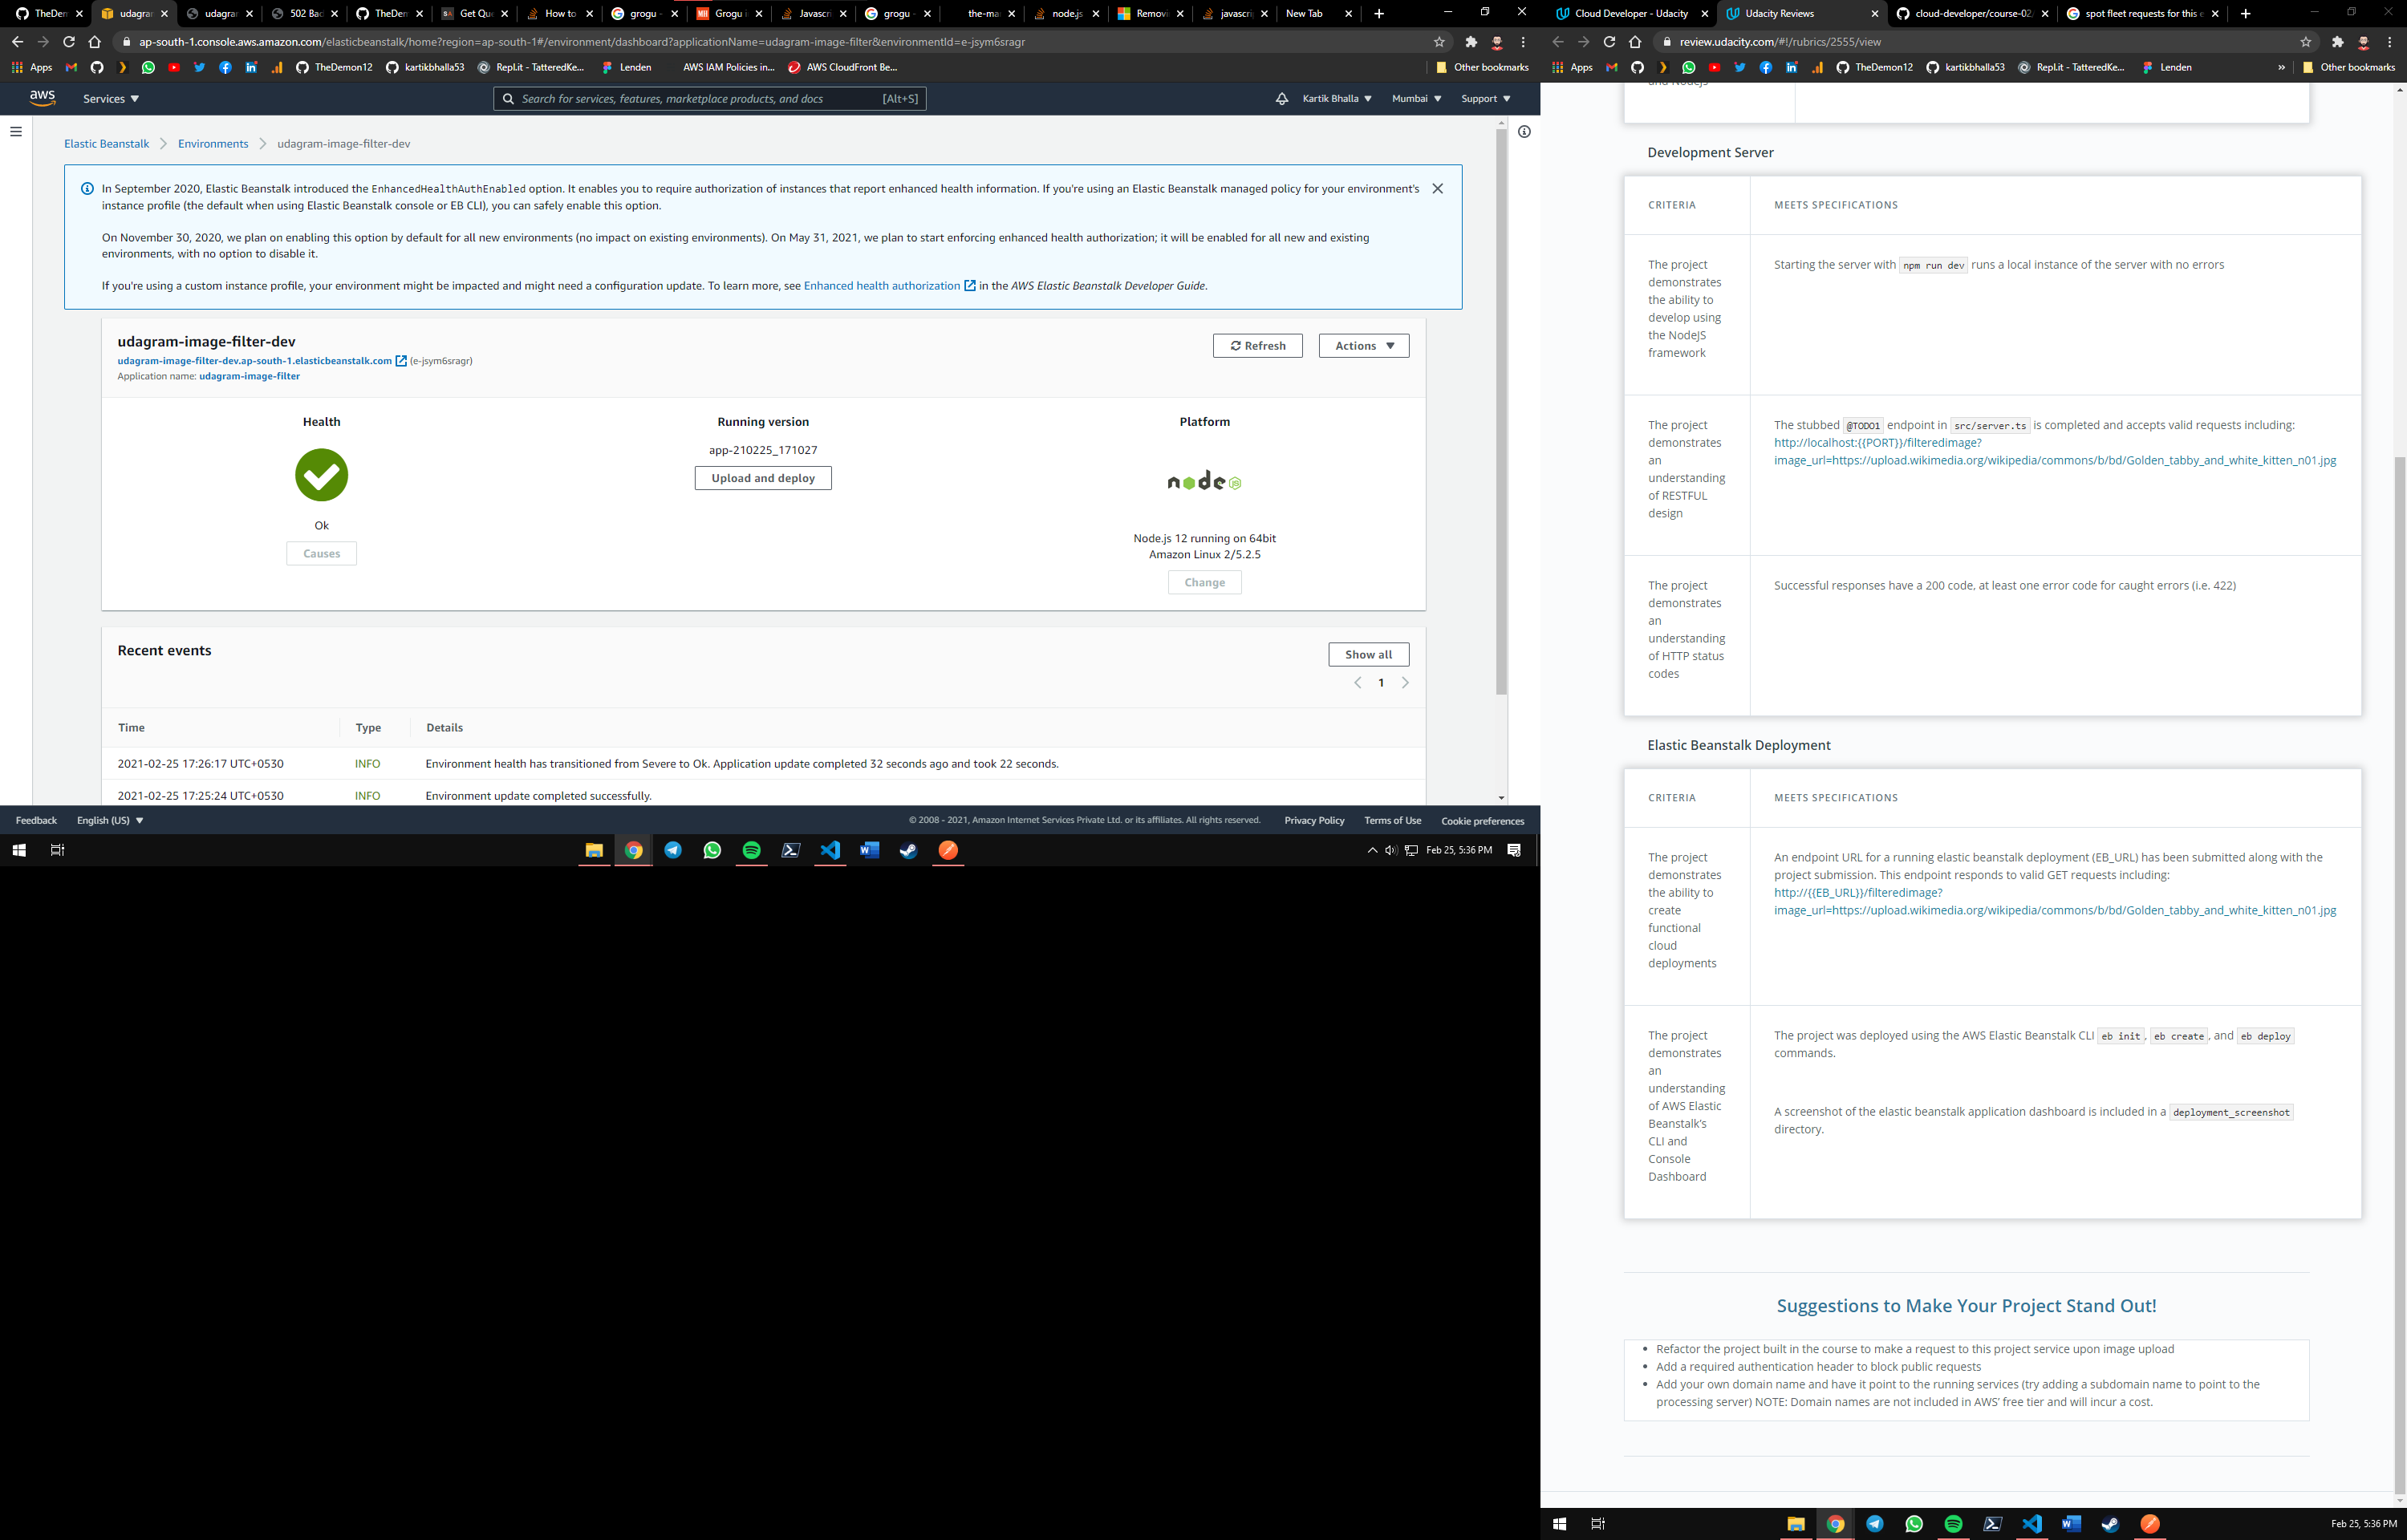 TheDem
udagram
udagram
502 Bad
TheDem
Get Que
How to
grogu -
Grogu i
Javascri
grogu -
the-ma
node.js
Removi
javascri
New Tab
ap-south-1.console.aws.amazon.com/elasticbeanstalk/home?region=ap-south-1#/environment/dashboard?applicationName=udagram-image-filter&environmentId=e-jsym6sragr
Apps
TheDemon12
kartikbhalla53
Repl.it - TatteredKe...
Lenden
AWS IAM Policies in...
AWS CloudFront Be...
Other bookmarks
aws
Services
Search for services, features, marketplace products, and docs
[Alt+S]
Kartik Bhalla
Mumbai
Support
Elastic Beanstalk
Environments
udagram-image-filter-dev
In September 2020, Elastic Beanstalk introduced the EnhancedHealthAuthEnabled option. It enables you to require authorization of instances that report enhanced health information. If you're using an Elastic Beanstalk managed policy for your environment's
instance profile (the default when using Elastic Beanstalk console or EB CLI), you can safely enable this option.
On November 30, 2020, we plan on enabling this option by default for all new environments (no impact on existing environments). On May 31, 2021, we plan to start enforcing enhanced health authorization; it will be enabled for all new and existing
environments, with no option to disable it.
If you're using a custom instance profile, your environment might be impacted and might need a configuration update. To learn more, see Enhanced health authorization in the AWS Elastic Beanstalk Developer Guide.
udagram-image-filter-dev
udagram-image-filter-dev.ap-south-1.elasticbeanstalk.com (e-jsym6sragr)
Application name: udagram-image-filter
Refresh
Actions
Health
Ok
Causes
Running version
app-210225_171027
Upload and deploy
Platform
node JS
Node.js 12 running on 64bit
Amazon Linux 2/5.2.5
Change
Recent events
Show all
1
Time
Type
Details
2021-02-25 17:26:17 UTC+0530
INFO
Environment health has transitioned from Severe to Ok. Application update completed 32 seconds ago and took 22 seconds.
2021-02-25 17:25:24 UTC+0530
INFO
Environment update completed successfully.
Feedback
English (US)
© 2008 - 2021, Amazon Internet Services Private Ltd. or its affiliates. All rights reserved.
Privacy Policy
Terms of Use
Cookie preferences
Feb 25, 5:36 PM
Cloud Developer - Udacity
Udacity Reviews
cloud-developer/course-02/
spot fleet requests for this e
review.udacity.com/#!/rubrics/2555/view
Apps
TheDemon12
kartikbhalla53
Repl.it - TatteredKe...
Lenden
»
Other bookmarks
and NodeJS
Development Server
CRITERIA
MEETS SPECIFICATIONS
The project
demonstrates
the ability to
develop using
the NodeJS
framework
Starting the server with npm run dev runs a local instance of the server with no errors
The project
demonstrates
an
understanding
of RESTFUL
design
The stubbed @TODO1 endpoint in src/server.ts is completed and accepts valid requests including:
http://localhost:{{PORT}}/filteredimage?
image_url=https://upload.wikimedia.org/wikipedia/commons/b/bd/Golden_tabby_and_white_kitten_n01.jpg
The project
demonstrates
an
understanding
of HTTP status
codes
Successful responses have a 200 code, at least one error code for caught errors (i.e. 422)
Elastic Beanstalk Deployment
CRITERIA
MEETS SPECIFICATIONS
The project
demonstrates
the ability to
create
functional
cloud
deployments
An endpoint URL for a running elastic beanstalk deployment (EB_URL) has been submitted along with the
project submission. This endpoint responds to valid GET requests including:
http://{{EB_URL}}/filteredimage?
image_url=https://upload.wikimedia.org/wikipedia/commons/b/bd/Golden_tabby_and_white_kitten_n01.jpg
The project
demonstrates
an
understanding
of AWS Elastic
Beanstalk's
CLI and
Console
Dashboard
The project was deployed using the AWS Elastic Beanstalk CLI eb init, eb create, and eb deploy
commands.
A screenshot of the elastic beanstalk application dashboard is included in a deployment_screenshot
directory.
Suggestions to Make Your Project Stand Out!
• Refactor the project built in the course to make a request to this project service upon image upload
• Add a required authentication header to block public requests
• Add your own domain name and have it point to the running services (try adding a subdomain name to point to the
processing server) NOTE: Domain names are not included in AWS' free tier and will incur a cost.
Feb 25, 5:36 PM